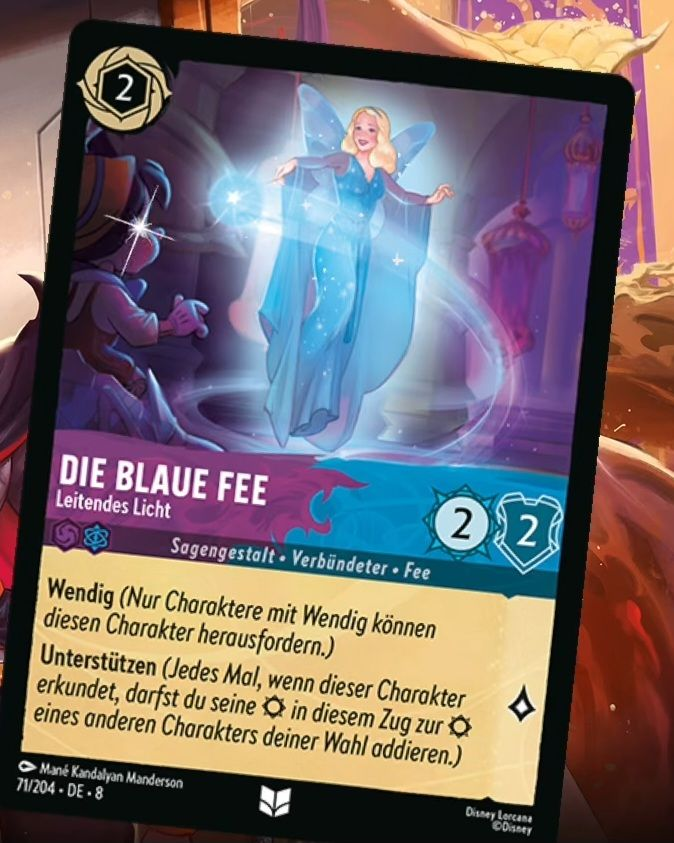 2
DIE BLAUE FEE
Leitendes Licht
2
2
Sagengestalt • Verbündeter • Fee
Wendig (Nur Charaktere mit Wendig können
diesen Charakter herausfordern.)
Unterstützen (Jedes Mal, wenn dieser Charakter
erkundet, darfst du seine in diesem Zug zur
eines anderen Charakters deiner Wahl addieren.)
Mané Kandalyan Manderson
71/204 • DE • 8
Disney Lorcana
©Disney